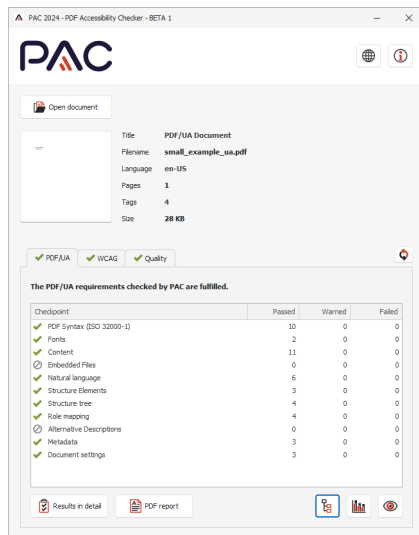 PAC 2024 - PDF Accessibility Checker - BETA 1
PAC
Open document
Title PDF/UA Document
Filename small_example_ua.pdf
Language en-US
Pages 1
Tags 4
Size 28 KB
PDF/UA WCAG Quality
The PDF/UA requirements checked by PAC are fulfilled.
Checkpoint Passed Warned Failed
PDF Syntax (ISO 32000-1) 10 0 0
Fonts 2 0 0
Content 11 0 0
Embedded Files 0 0 0
Natural language 6 0 0
Structure Elements 3 0 0
Structure tree 4 0 0
Role mapping 4 0 0
Alternative Descriptions 0 0 0
Metadata 3 0 0
Document settings 3 0 0
Results in detail PDF report